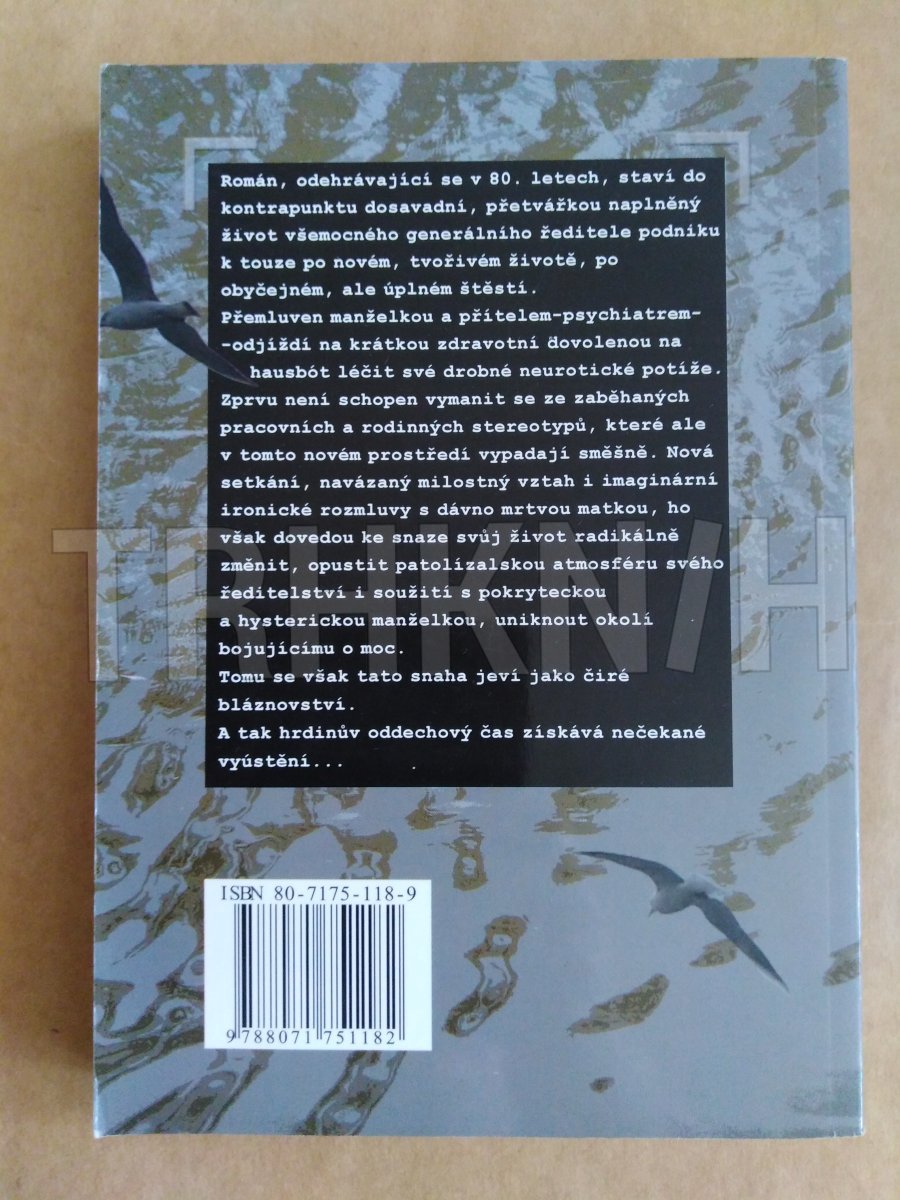 Román, odehrávající se v 80. letech, staví do
kontrapunktu dosavadní, přetvářkou naplněný
život všemocného generálního ředitele podniku
k touze po novém, tvořivém životě, po
obyčejném, ale úplném štěstí.
Přemluven manželkou a přítelem-psychiatrem-
-odjíždí na krátkou zdravotní dovolenou na
hausbót léčit své drobné neurotické potíže.
Zprvu není schopen vymanit se ze zaběhaných
pracovních a rodinných stereotypů, které ale
v tomto novém prostředí vypadají směšně. Nová
setkání, navázaný milostný vztah i imaginární
ironické rozmluvy s dávno mrtvou matkou, ho
však dovedou ke snaze svůj život radikálně
změnit, opustit patolízalskou atmosféru svého
ředitelství i soužití s pokryteckou
a hysterickou manželkou, uniknout okolí
bojujícímu o moc.
Tomu se však tato snaha jeví jako čiré
bláznovství.
A tak hrdinův oddechový čas získává nečekané
vyústění...
TRHKNIH
ISBN 80-7175-118-9
9 788071 751182